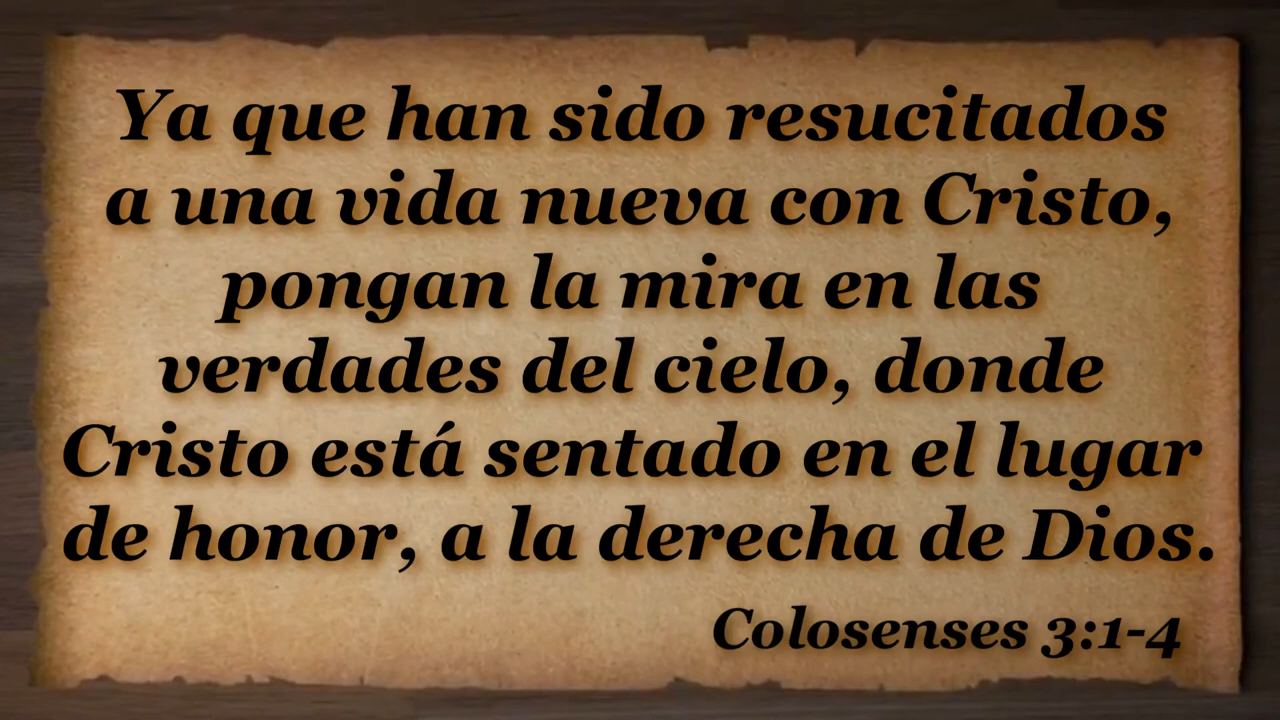 Ya que han sido resucitados
a una vida nueva con Cristo,
pongan la mira en las
verdades del cielo, donde
Cristo está sentado en el lugar
de honor, a la derecha de Dios.
Colosenses 3:1-4